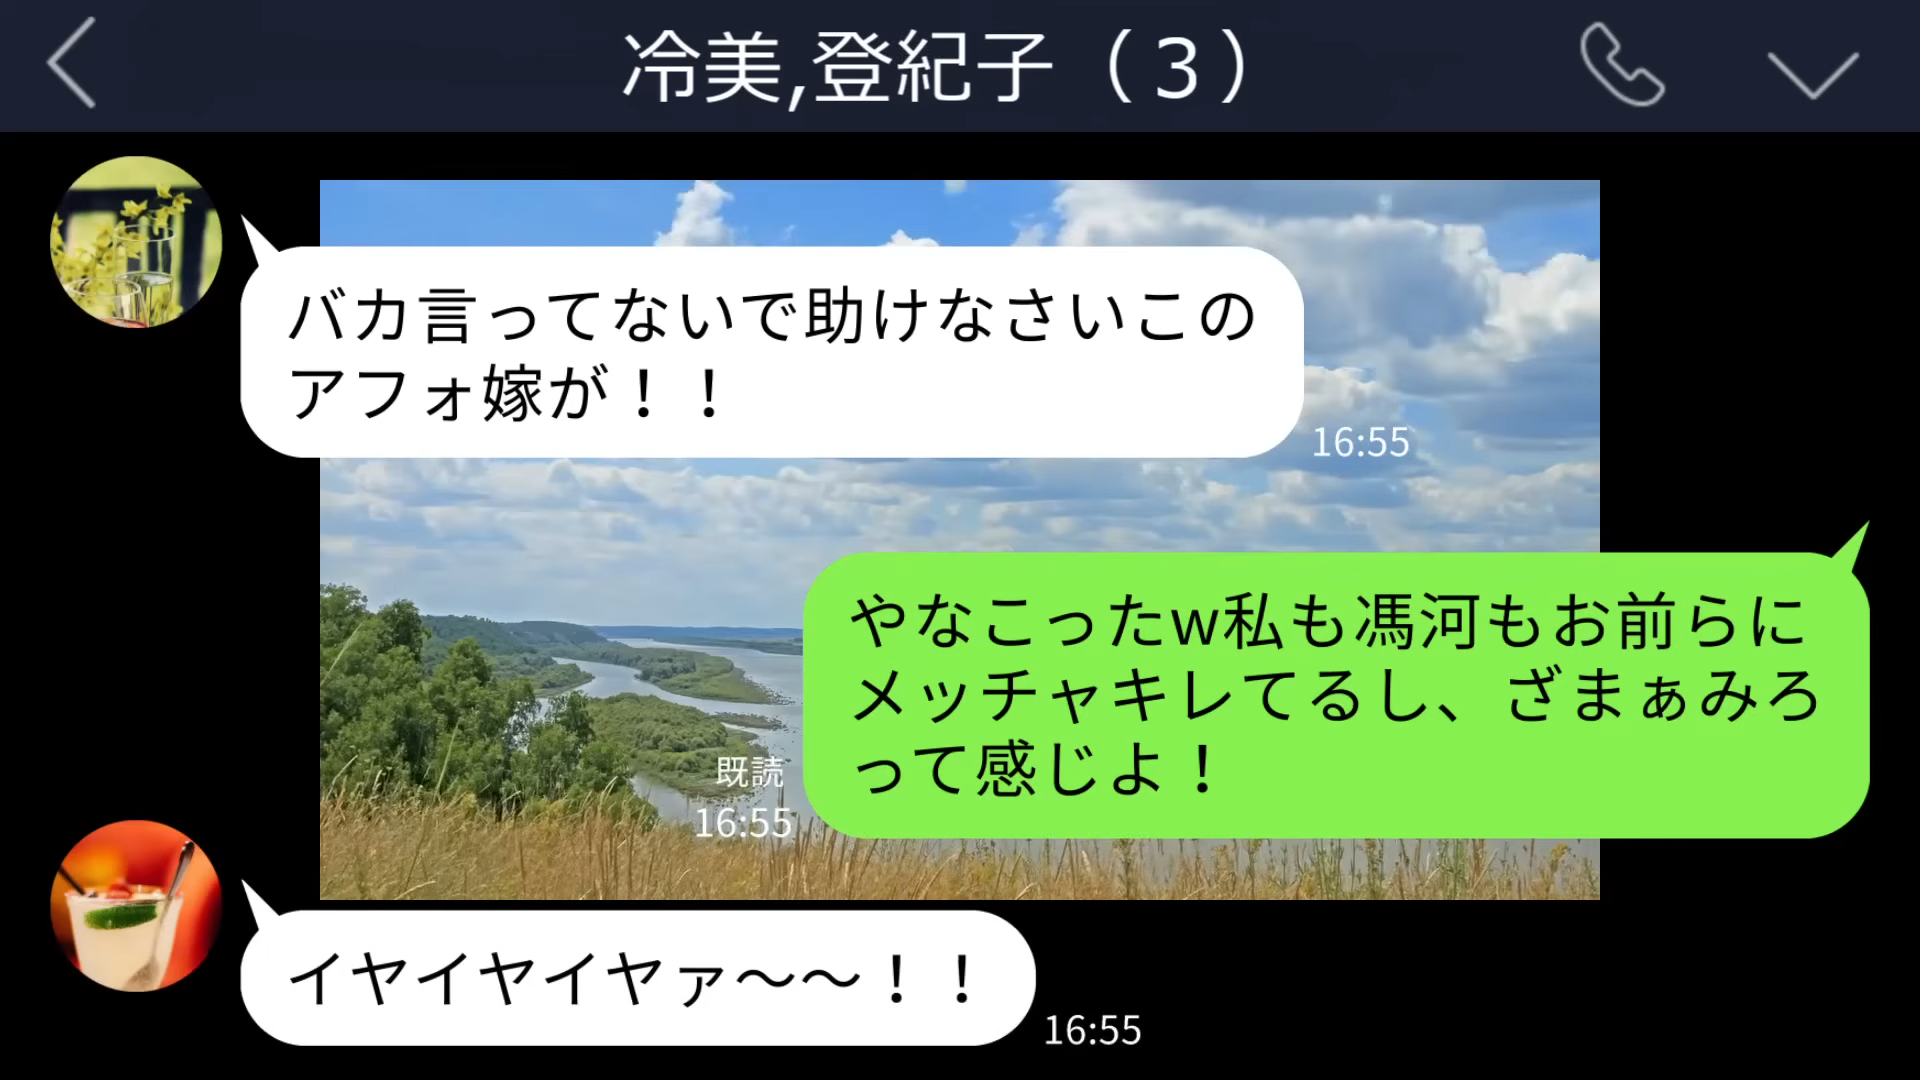 冷美,登紀子（3）
バカ言ってないで助けなさいこの
アフォ嫁が！！
16:55
やなこったw私も馮河もお前らに
メッチャキレてるし、ざまぁみろ
って感じよ！
既読
16:55
イヤイヤイヤァ～～！！
16:55